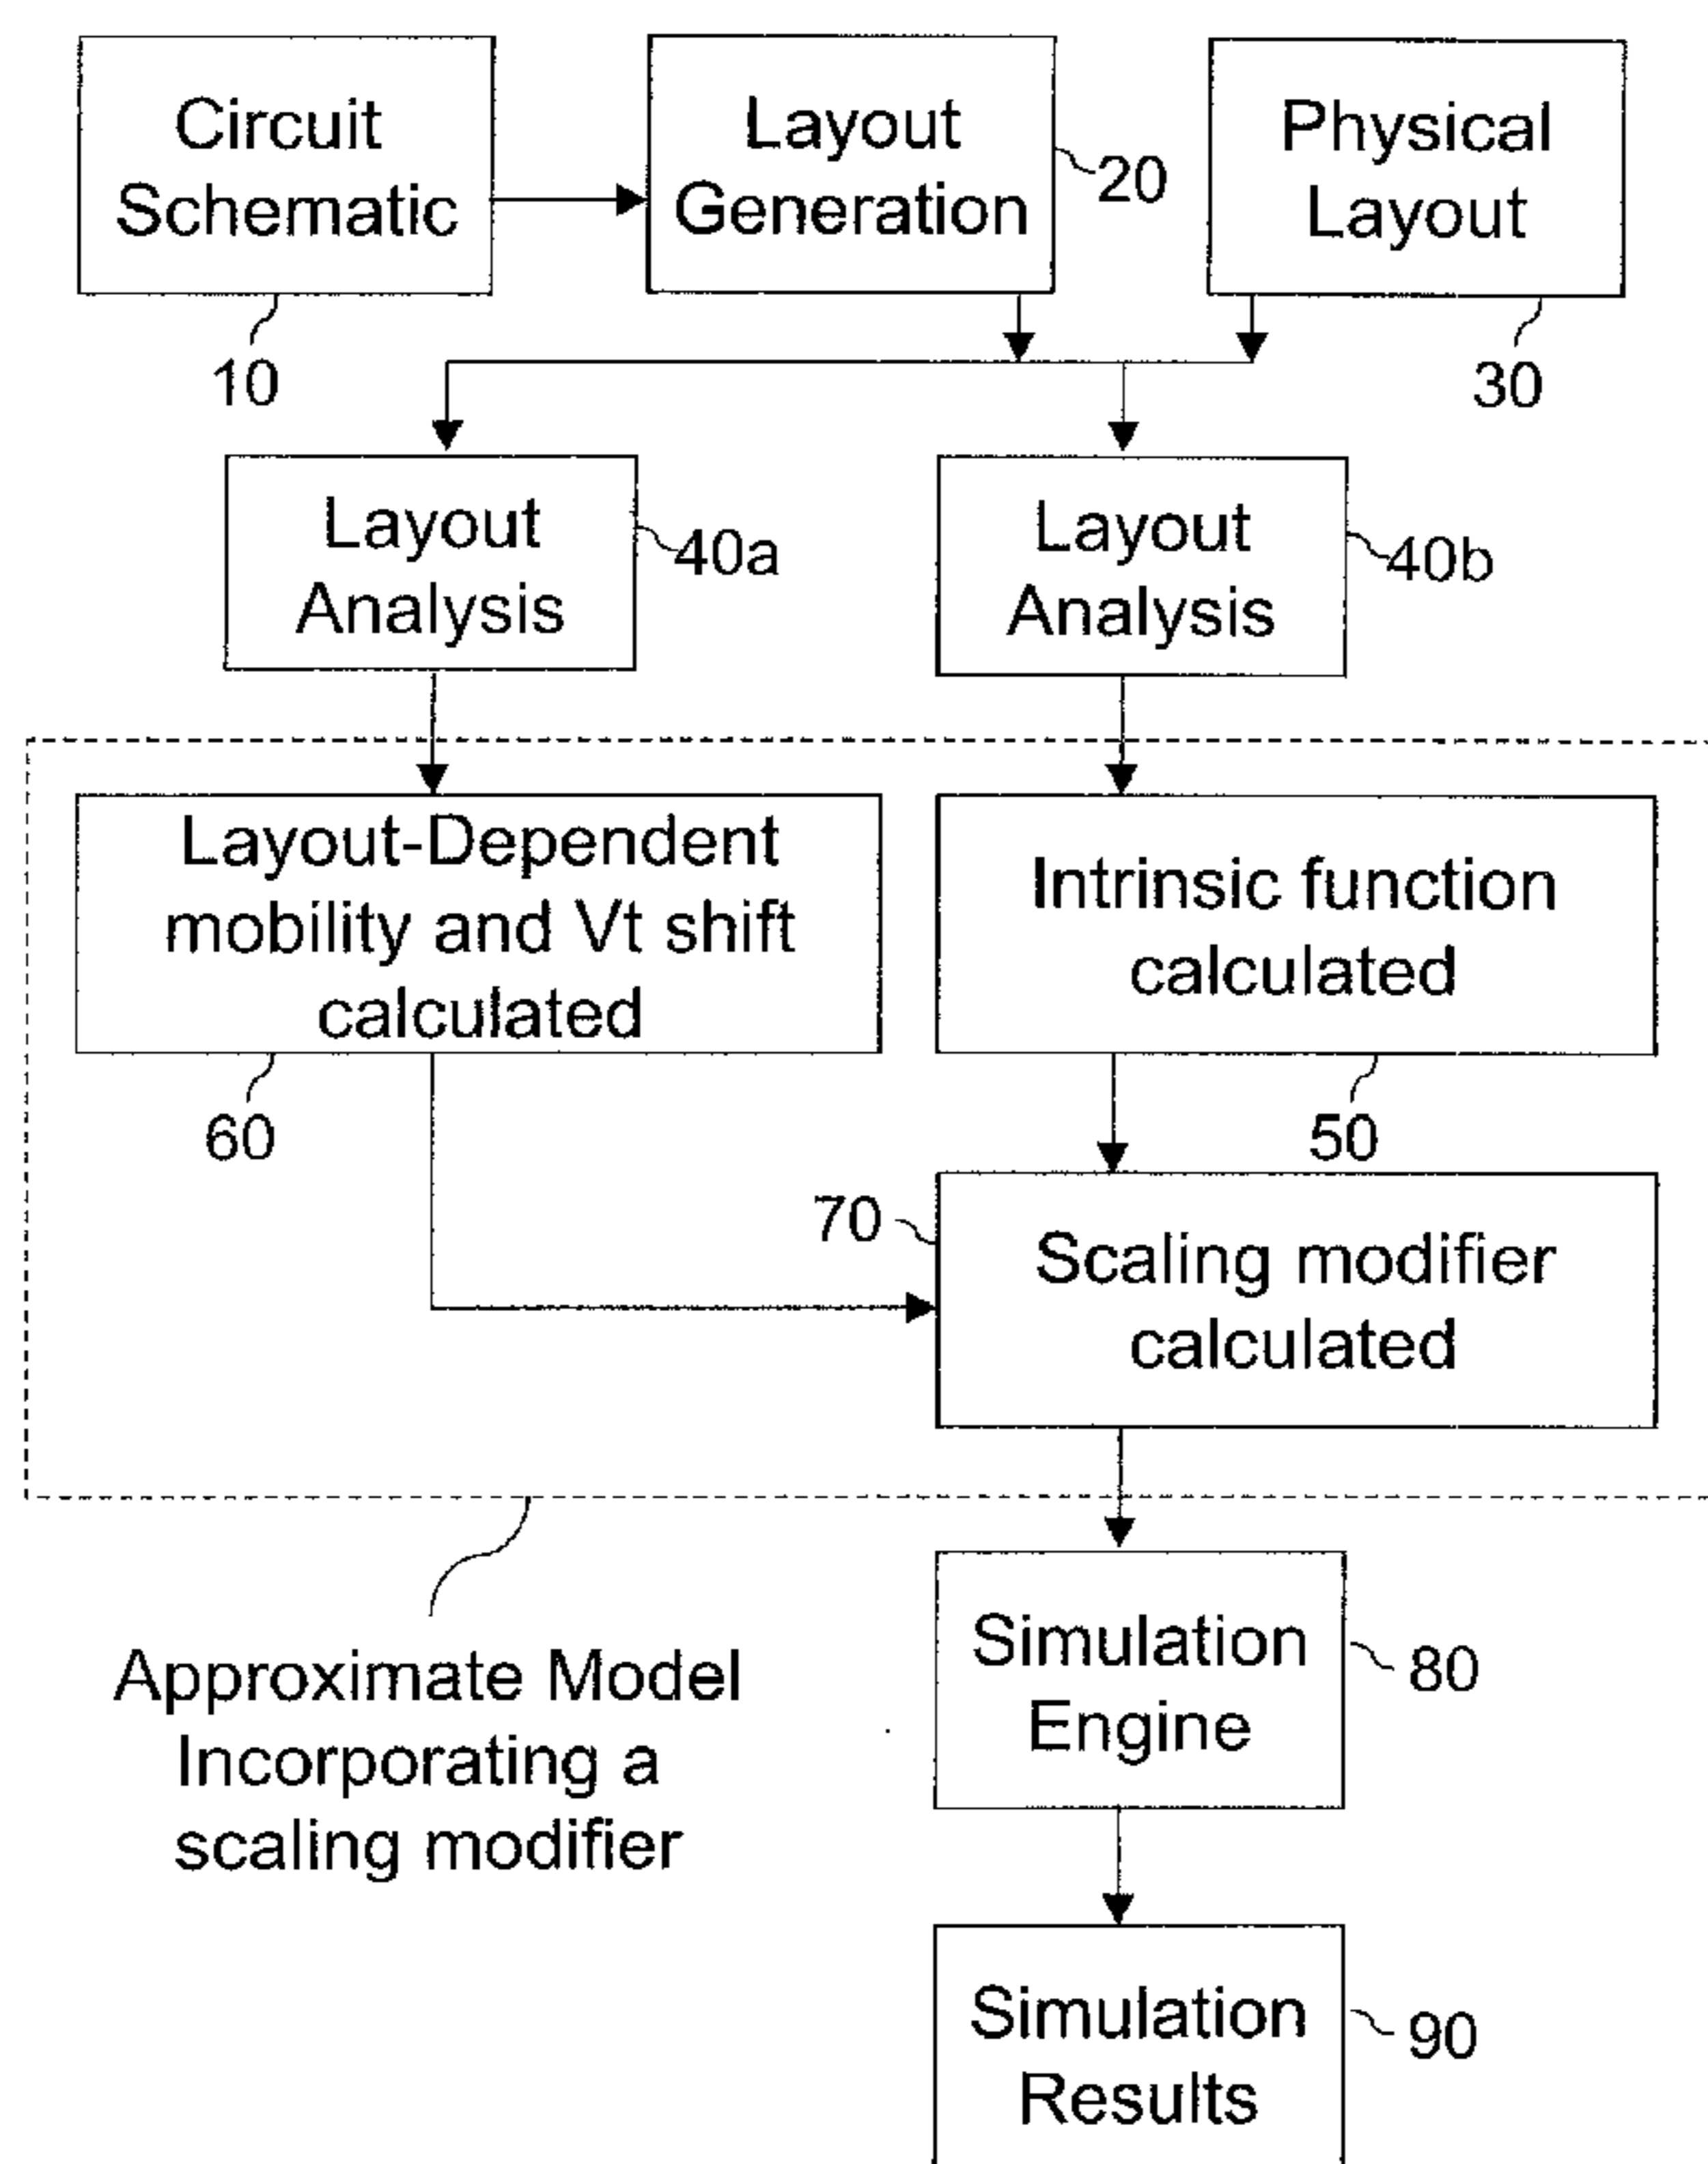 Circuit
Schematic
10
Layout
Generation
20
Physical
Layout
30
Layout
Analysis
40a
Layout
Analysis
40b
Layout-Dependent
mobility and Vt shift
calculated
60
Intrinsic function
calculated
50
70
Scaling modifier
calculated
Approximate Model
Incorporating a
scaling modifier
Simulation
Engine
80
Simulation
Results
90